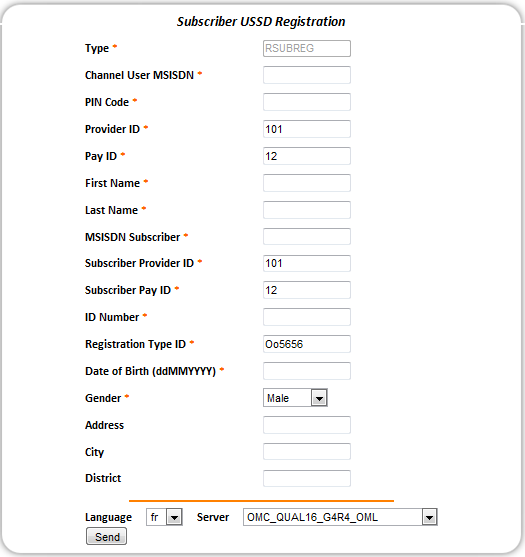 Subscriber USSD Registration
Type * RSUBREG
Channel User MSISDN *
PIN Code *
Provider ID * 101
Pay ID * 12
First Name *
Last Name *
MSISDN Subscriber *
Subscriber Provider ID * 101
Subscriber Pay ID * 12
ID Number *
Registration Type ID * Oo5656
Date of Birth (ddMMYYYY) *
Gender * Male
Address
City
District
Language fr Server OMC_QUAL16_G4R4_OML
Send